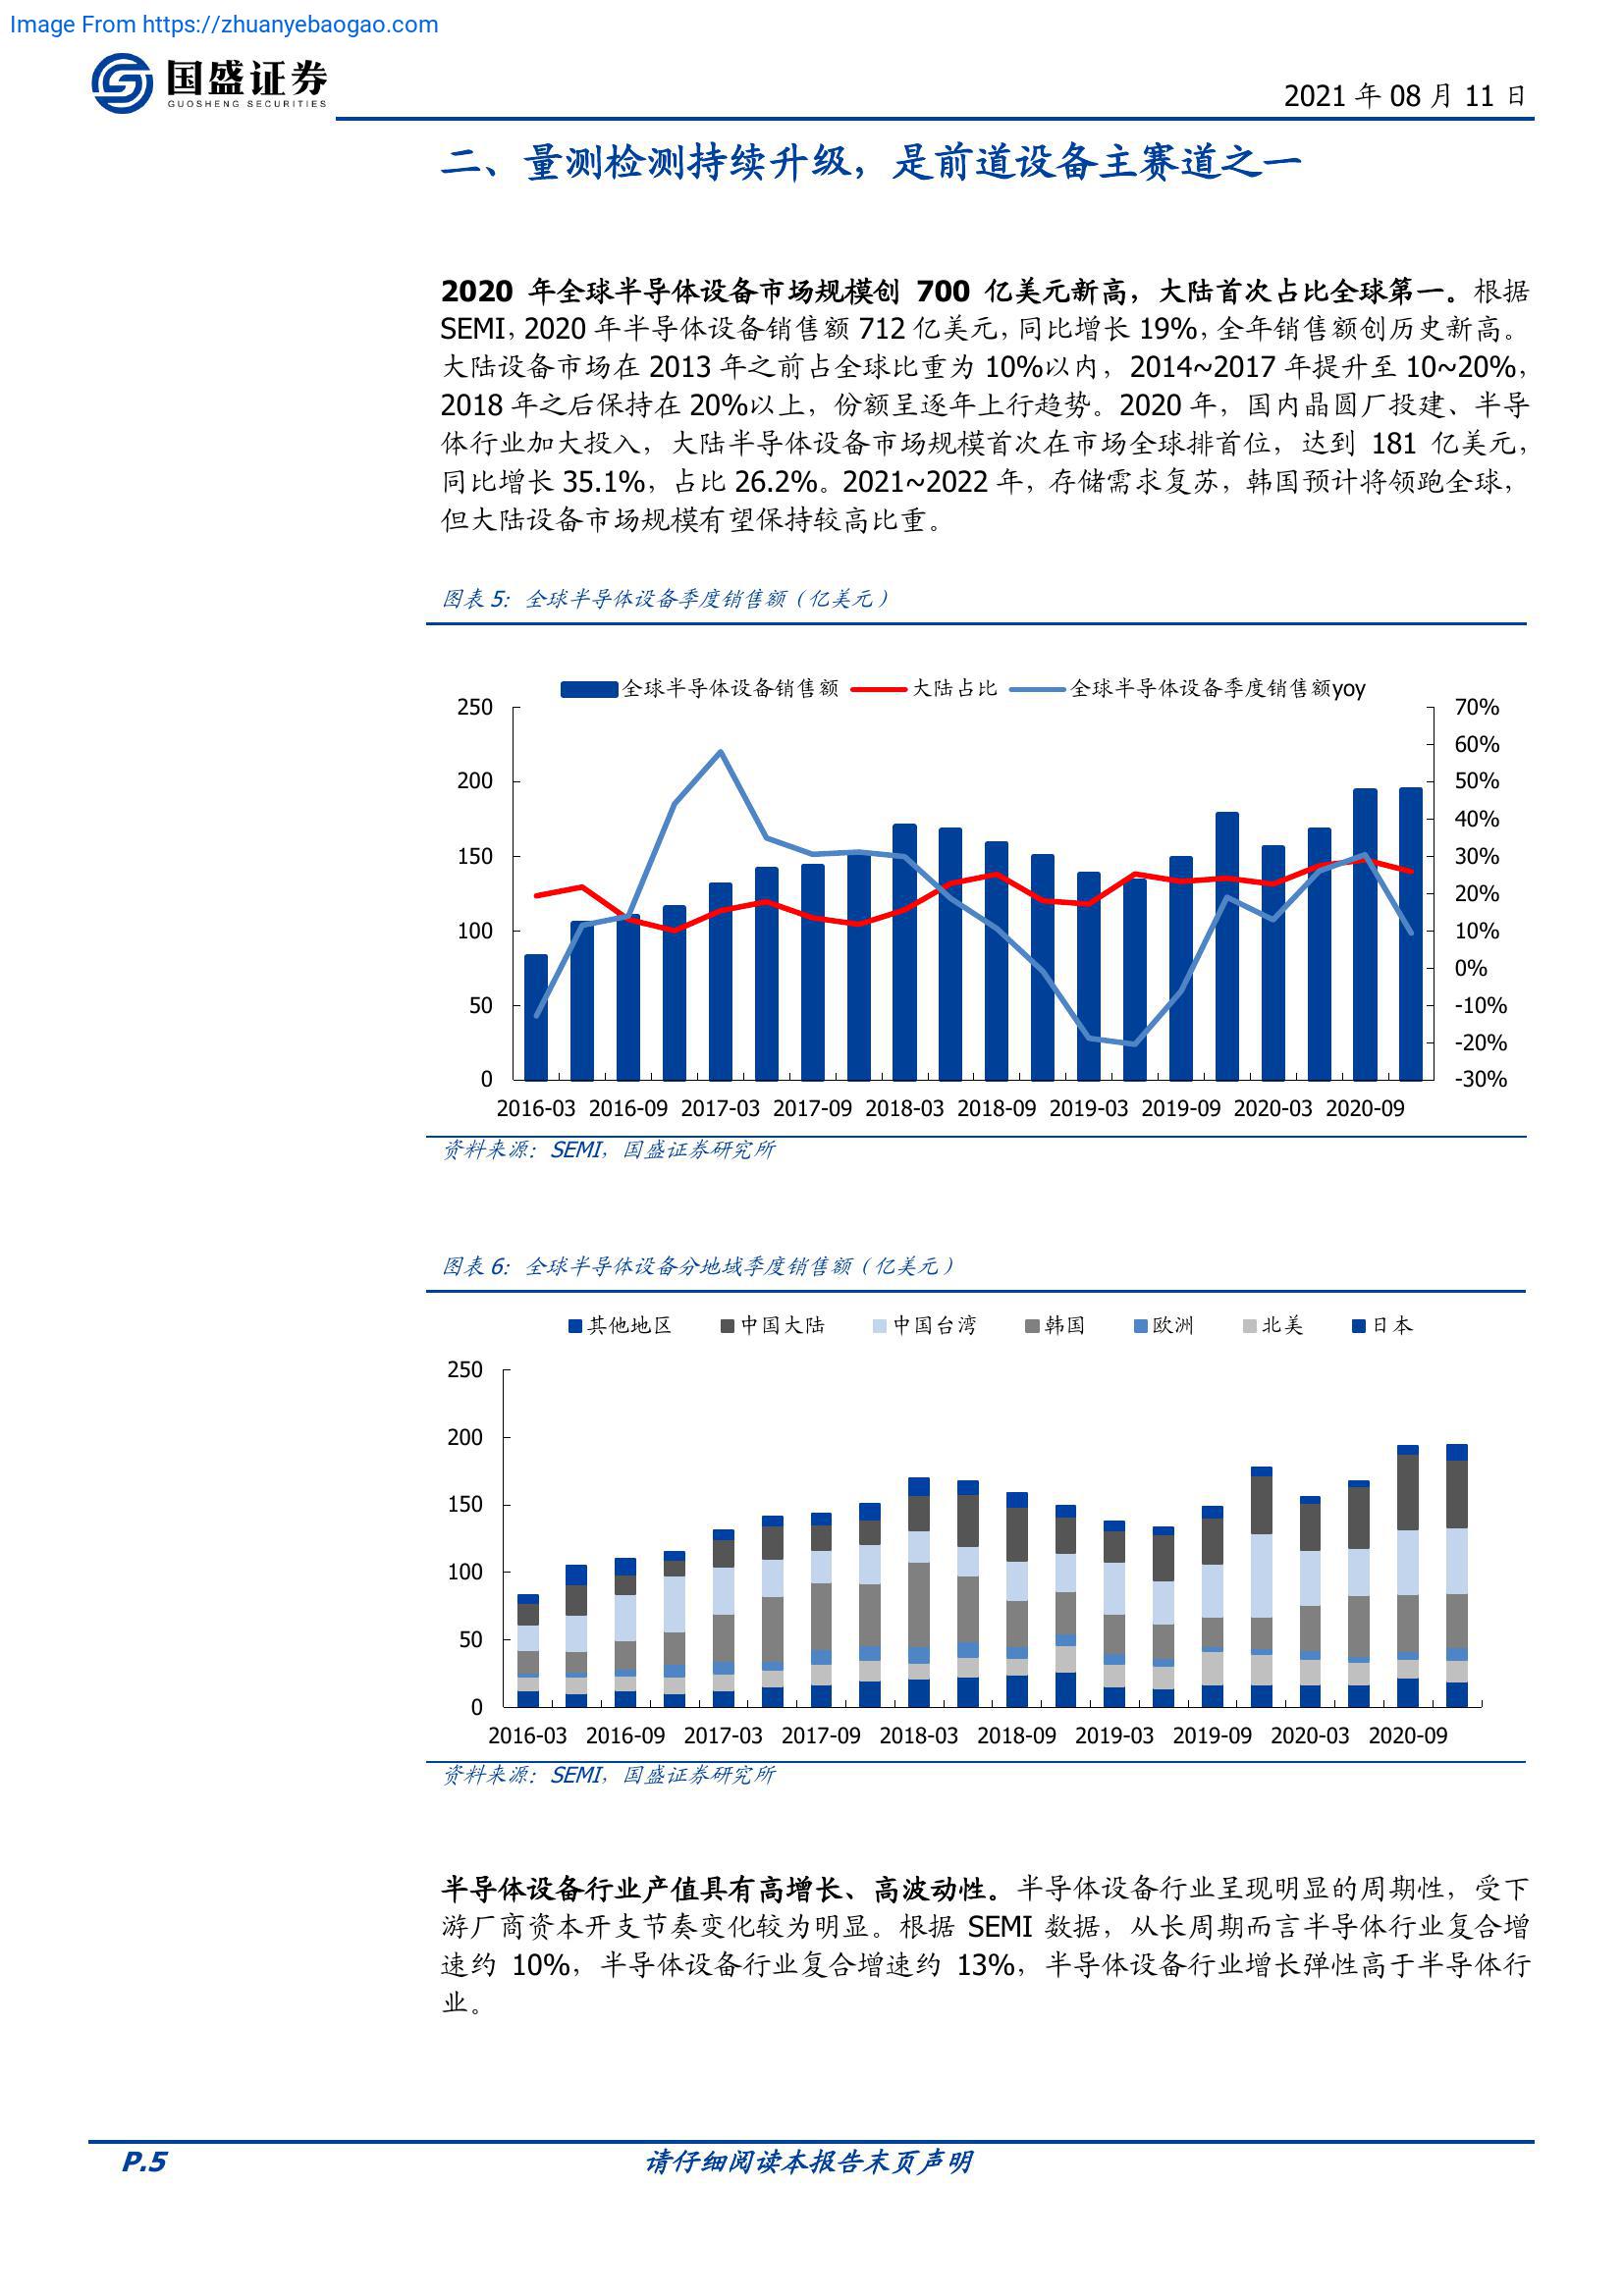 Image From https://zhuanyebaogao.com
国盛证券
GUOSHENG SECURITIES
2021 年 08 月 11 日
二、量测检测持续升级，是前道设备主赛道之一
2020 年全球半导体设备市场规模创 700 亿美元新高，大陆首次占比全球第一。根据
SEMI，2020 年半导体设备销售额 712 亿美元，同比增长 19%，全年销售额创历史新高。
大陆设备市场在 2013 年之前占全球比重为 10%以内，2014~2017 年提升至 10~20%，
2018 年之后保持在 20%以上，份额呈逐年上行趋势。2020 年，国内晶圆厂投建、半导
体行业加大投入，大陆半导体设备市场规模首次在市场全球排首位，达到 181 亿美元，
同比增长 35.1%，占比 26.2%。2021~2022 年，存储需求复苏，韩国预计将领跑全球，
但大陆设备市场规模有望保持较高比重。
图表 5：全球半导体设备季度销售额（亿美元）
全球半导体设备销售额 大陆占比 全球半导体设备季度销售额yoy
250 70%
60%
200 50%
40%
150 30%
20%
100 10%
0%
50 -10%
-20%
0 -30%
2016-03 2016-09 2017-03 2017-09 2018-03 2018-09 2019-03 2019-09 2020-03 2020-09
资料来源：SEMI，国盛证券研究所
图表 6：全球半导体设备分地域季度销售额（亿美元）
其他地区 中国大陆 中国台湾 韩国 欧洲 北美 日本
250
200
150
100
50
0
2016-03 2016-09 2017-03 2017-09 2018-03 2018-09 2019-03 2019-09 2020-03 2020-09
资料来源：SEMI，国盛证券研究所
半导体设备行业产值具有高增长、高波动性。半导体设备行业呈现明显的周期性，受下
游厂商资本开支节奏变化较为明显。根据 SEMI 数据，从长周期而言半导体行业复合增
速约 10%，半导体设备行业复合增速约 13%，半导体设备行业增长弹性高于半导体行
业。
P.5 请仔细阅读本报告末页声明